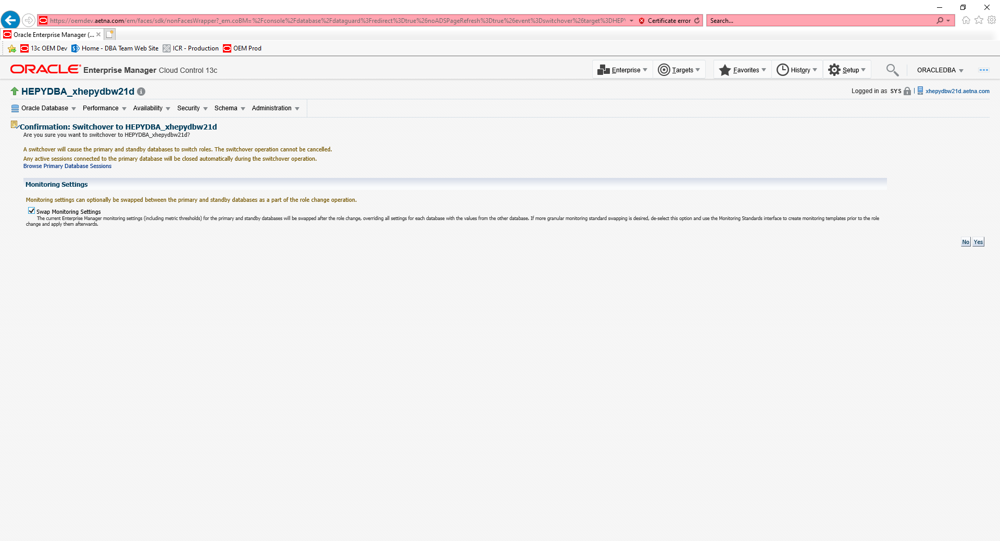 https://oemdev.aetna.com/em/faces/sdk/nonFacesWrapper?_em.coBM=%2Fconsole%2Fdatabase%2Fdataguard%3Fredirect%3Dtrue%26noADSPageRefresh%3Dtrue%26event%3Dswitchover%26target%3DHEPY Certificate error Search...
Oracle Enterprise Manager (...
13c OEM Dev Home - DBA Team Web Site ICR - Production OEM Prod
ORACLE Enterprise Manager Cloud Control 13c Enterprise Targets Favorites History Setup ORACLEDBA
HEPYDBA_xhepydbw21d Logged in as SYS | xhepydbw21d.aetna.com
Oracle Database Performance Availability Security Schema Administration
Confirmation: Switchover to HEPYDBA_xhepydbw21d
Are you sure you want to switchover to HEPYDBA_xhepydbw21d?
A switchover will cause the primary and standby databases to switch roles. The switchover operation cannot be cancelled.
Any active sessions connected to the primary database will be closed automatically during the switchover operation.
Browse Primary Database Sessions
Monitoring Settings
Monitoring settings can optionally be swapped between the primary and standby databases as a part of the role change operation.
Swap Monitoring Settings
The current Enterprise Manager monitoring settings (including metric thresholds) for the primary and standby databases will be swapped after the role change, overriding all settings for each database with the values from the other database. If more granular monitoring standard swapping is desired, de-select this option and use the Monitoring Standards interface to create monitoring templates prior to the role
change and apply them afterwards.
No Yes